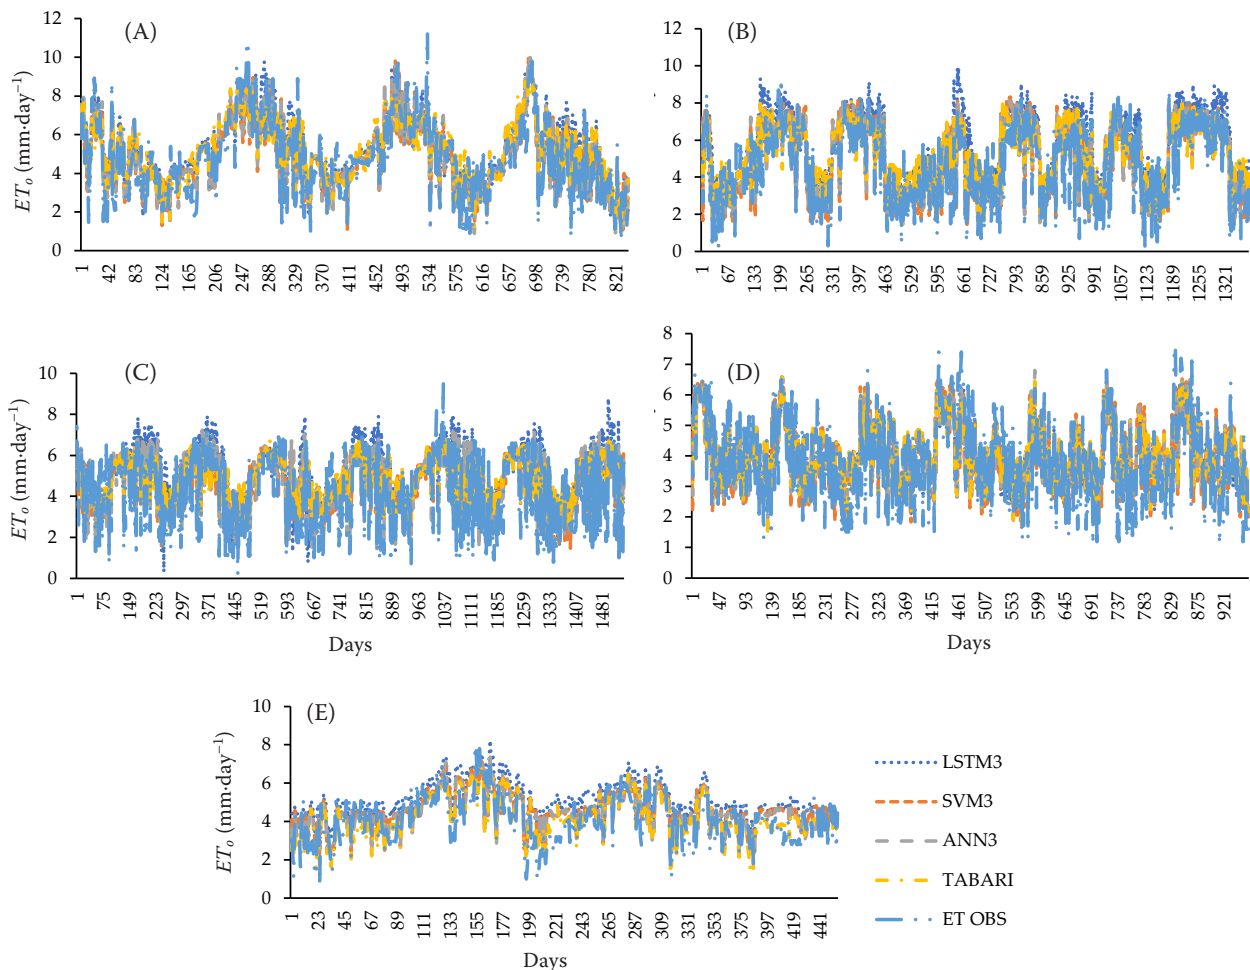 (A)
ET_o (mm·day⁻¹)
12
10
8
6
4
2
0
1 42 83 124 165 206 247 288 329 370 411 452 493 534 575 616 657 698 739 780 821
(B)
12
10
8
6
4
2
0
1 67 133 199 265 331 397 463 529 595 661 727 793 859 925 991 1057 1123 1189 1255 1321
(C)
ET_o (mm·day⁻¹)
10
8
6
4
2
0
1 75 149 223 297 371 445 519 593 667 741 815 889 963 1037 1111 1185 1259 1333 1407 1481
Days
(D)
8
7
6
5
4
3
2
1
0
1 47 93 139 185 231 277 323 369 415 461 507 553 599 645 691 737 783 829 875 921
Days
(E)
ET_o (mm·day⁻¹)
10
8
6
4
2
0
1 23 45 67 89 111 133 155 177 199 221 243 265 287 309 331 353 375 397 419 441
Days
LSTM3
SVM3
ANN3
TABARI
ET OBS